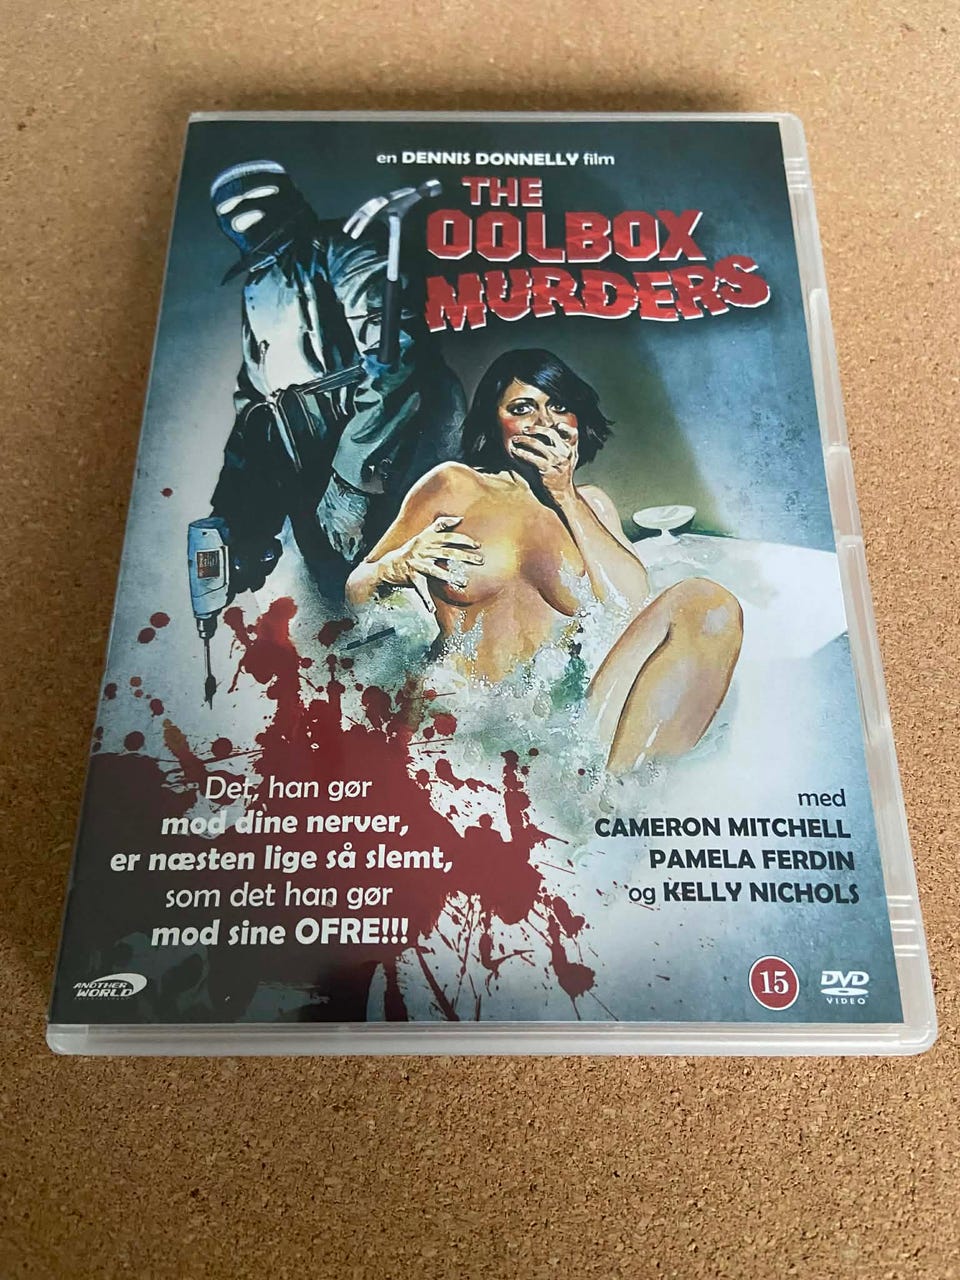 en DENNIS DONNELLY film
THE
OOLBOX
MURDERS
Det, han gør
mod dine nerver,
er næsten lige så slemt,
som det han gør
mod sine OFRE!!!
med
CAMERON MITCHELL
PAMELA FERDIN
og KELLY NICHOLS
ANOTHER
WORLD
ENTERTAINMENT
15
DVD
VIDEO